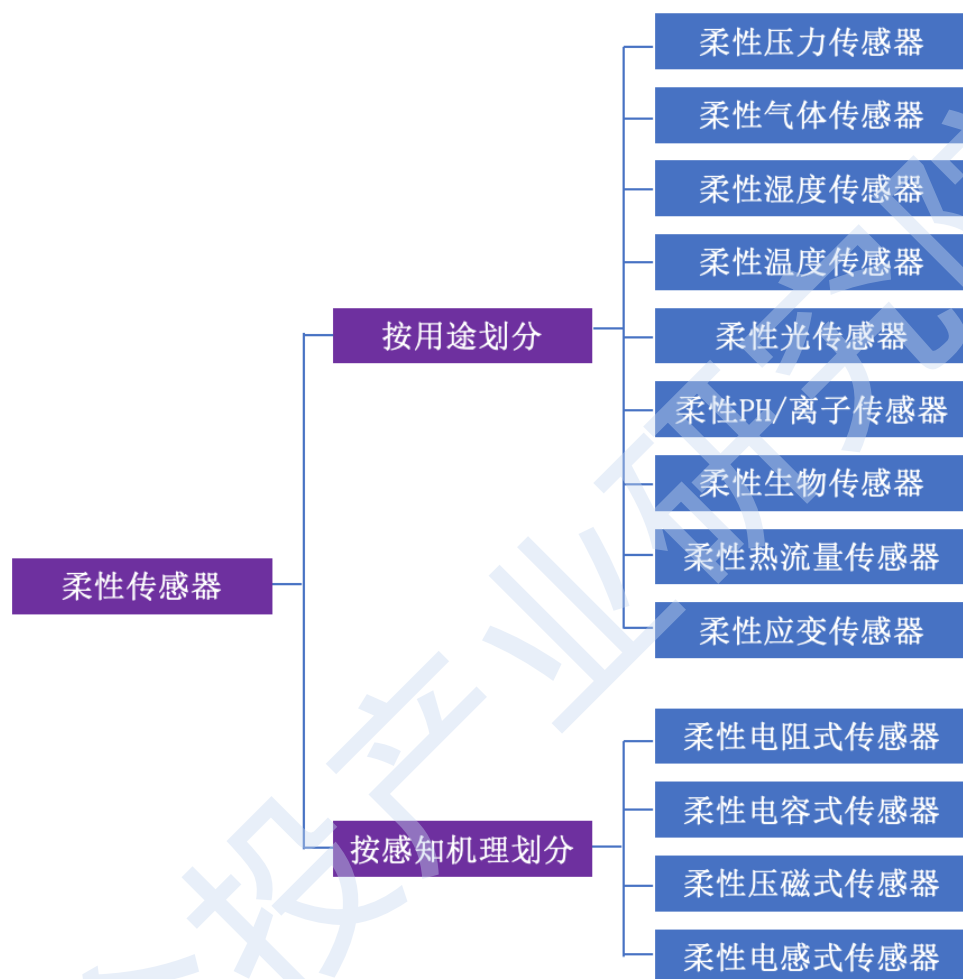 柔性传感器
按用途划分
柔性压力传感器
柔性气体传感器
柔性湿度传感器
柔性温度传感器
柔性光传感器
柔性PH/离子传感器
柔性生物传感器
柔性热流量传感器
柔性应变传感器
按感知机理划分
柔性电阻式传感器
柔性电容式传感器
柔性压磁式传感器
柔性电感式传感器
投产业研究院